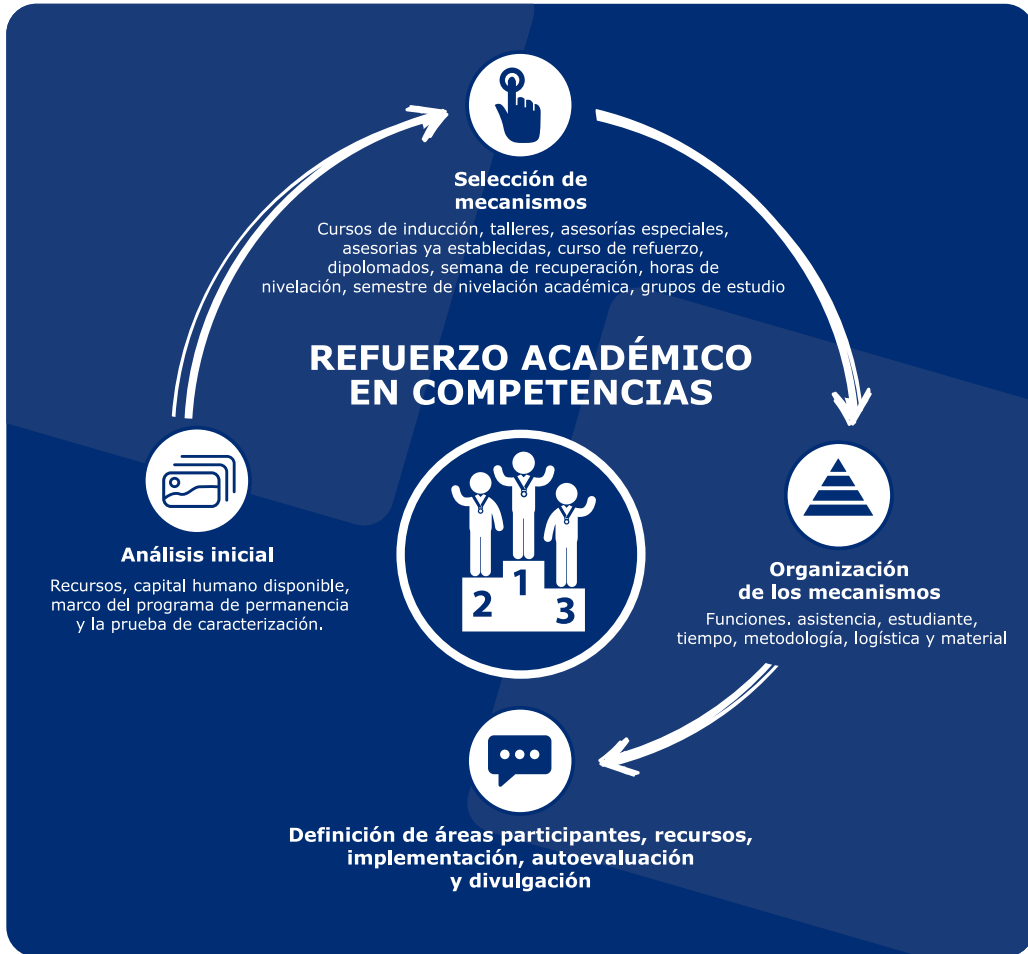 Selección de
mecanismos
Cursos de inducción, talleres, asesorías especiales,
asesorias ya establecidas, curso de refuerzo,
dipolomados, semana de recuperación, horas de
nivelación, semestre de nivelación académica, grupos de estudio
REFUERZO ACADÉMICO
EN COMPETENCIAS
Análisis inicial
Recursos, capital humano disponible,
marco del programa de permanencia
y la prueba de caracterización.
2 1 3
Organización
de los mecanismos
Funciones. asistencia, estudiante,
tiempo, metodología, logística y material
Definición de áreas participantes, recursos,
implementación, autoevaluación
y divulgación